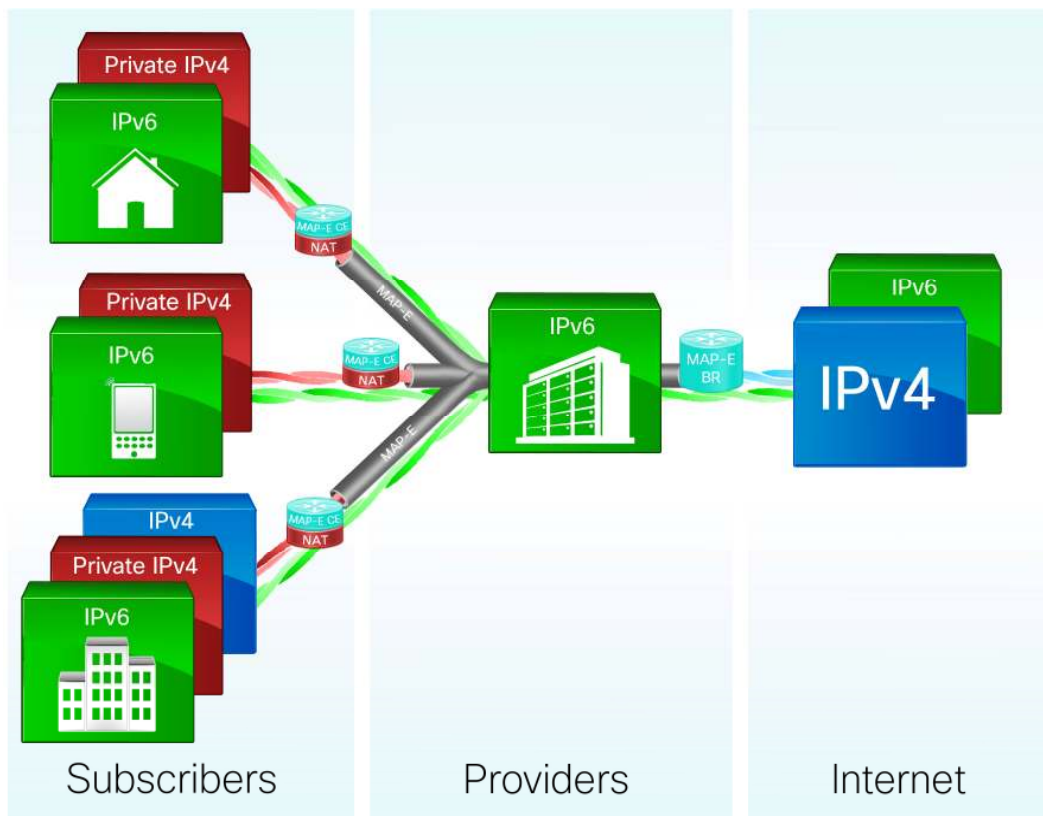 Private IPv4
IPv6
MAP-E CE
NAT
MAP-E
Private IPv4
IPv6
MAP-E CE
NAT
IPv6
MAP-E
BR
IPv6
IPv4
MAP-E
MAP-E CE
NAT
IPv4
Private IPv4
IPv6
Subscribers
Providers
Internet